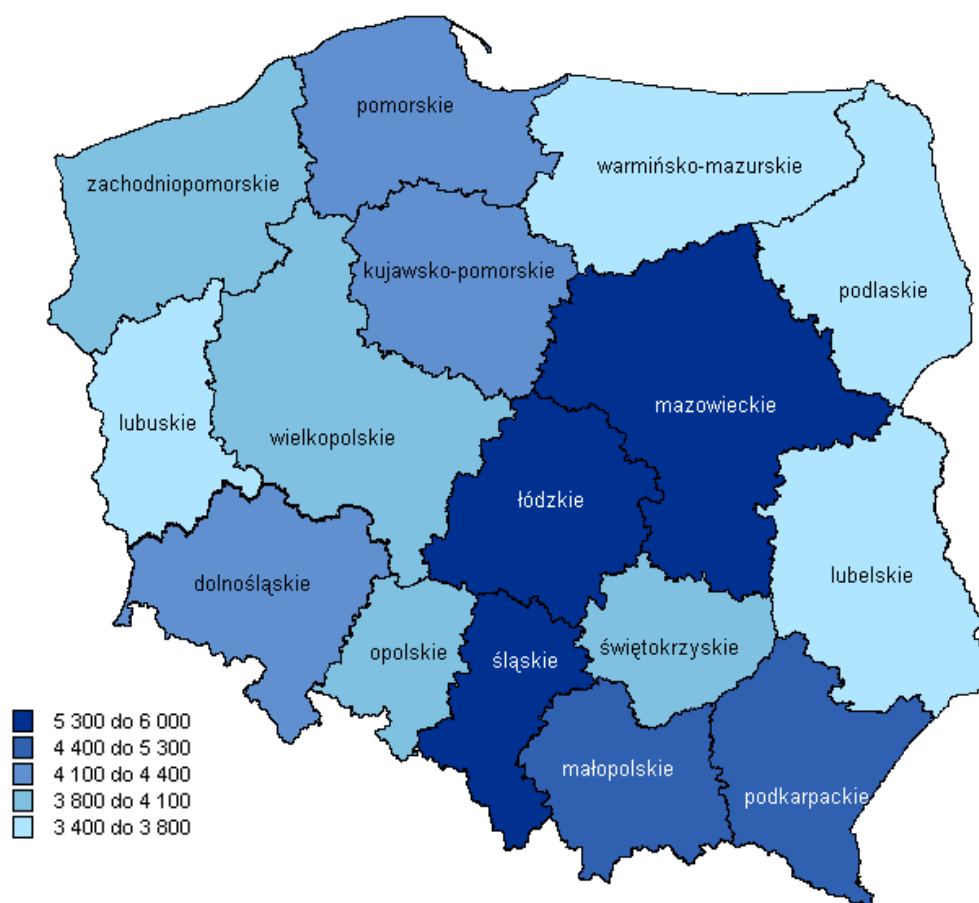 pomorskie
warmińsko-mazurskie
zachodniopomorskie
kujawsko-pomorskie
podlaskie
mazowieckie
lubuskie
wielkopolskie
łódzkie
lubelskie
dolnośląskie
opolskie
śląskie
świętokrzyskie
małopolskie
podkarpackie
5 300 do 6 000
4 400 do 5 300
4 100 do 4 400
3 800 do 4 100
3 400 do 3 800